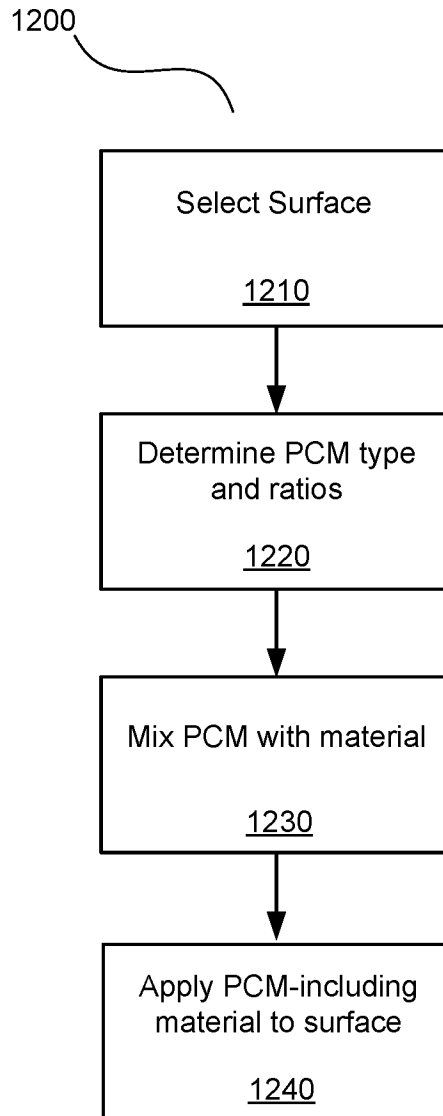 1200
Select Surface
1210
Determine PCM type
and ratios
1220
Mix PCM with material
1230
Apply PCM-including
material to surface
1240